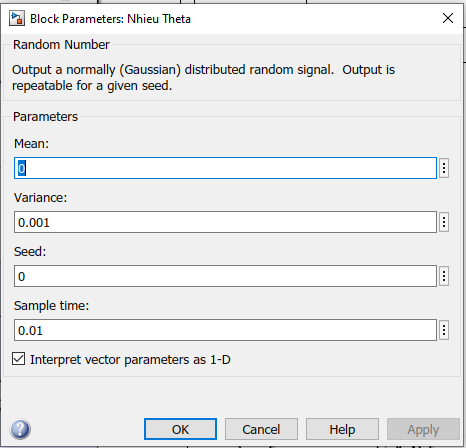 Block Parameters: Nhieu Theta
Random Number
Output a normally (Gaussian) distributed random signal. Output is
repeatable for a given seed.
Parameters
Mean:
0
Variance:
0.001
Seed:
0
Sample time:
0.01
Interpret vector parameters as 1-D
OK Cancel Help Apply